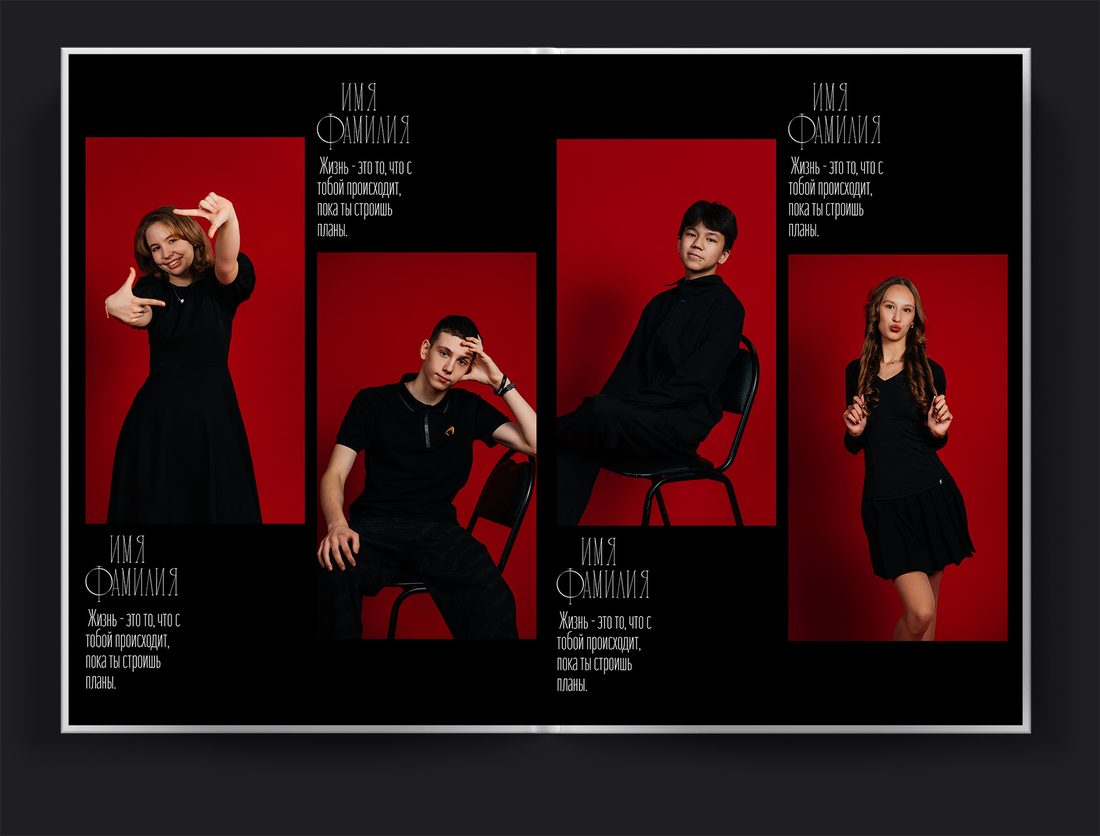 ИМЯ
ФАМИЛИЯ
Жизнь - это то, что с
тобой происходит,
пока ты строишь
планы.
ИМЯ
ФАМИЛИЯ
Жизнь - это то, что с
тобой происходит,
пока ты строишь
планы.
ИМЯ
ФАМИЛИЯ
Жизнь - это то, что с
тобой происходит,
пока ты строишь
планы.
ИМЯ
ФАМИЛИЯ
Жизнь - это то, что с
тобой происходит,
пока ты строишь
планы.